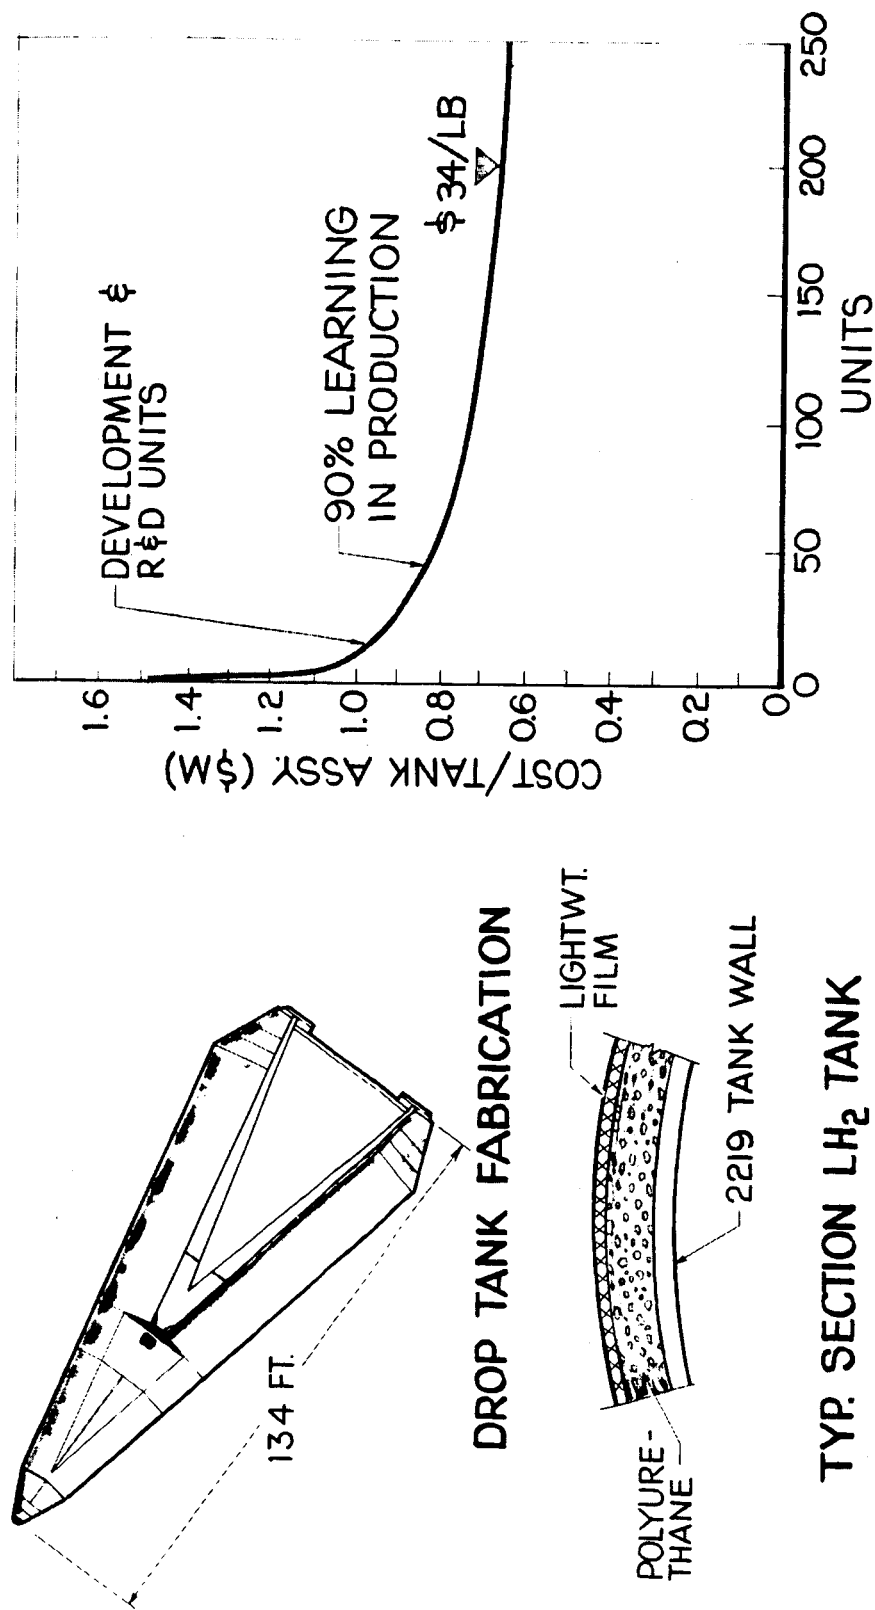 134 FT.
DROP TANK FABRICATION
LIGHTWT.
FILM
POLYURE-
THANE
2219 TANK WALL
TYP. SECTION LH2 TANK
COST/TANK ASSY. ($M)
1.6
1.4
1.2
1.0
0.8
0.6
0.4
0.2
0.0
DEVELOPMENT &
R&D UNITS
90% LEARNING
IN PRODUCTION
$34/LB
0
50
100
150
200
250
UNITS